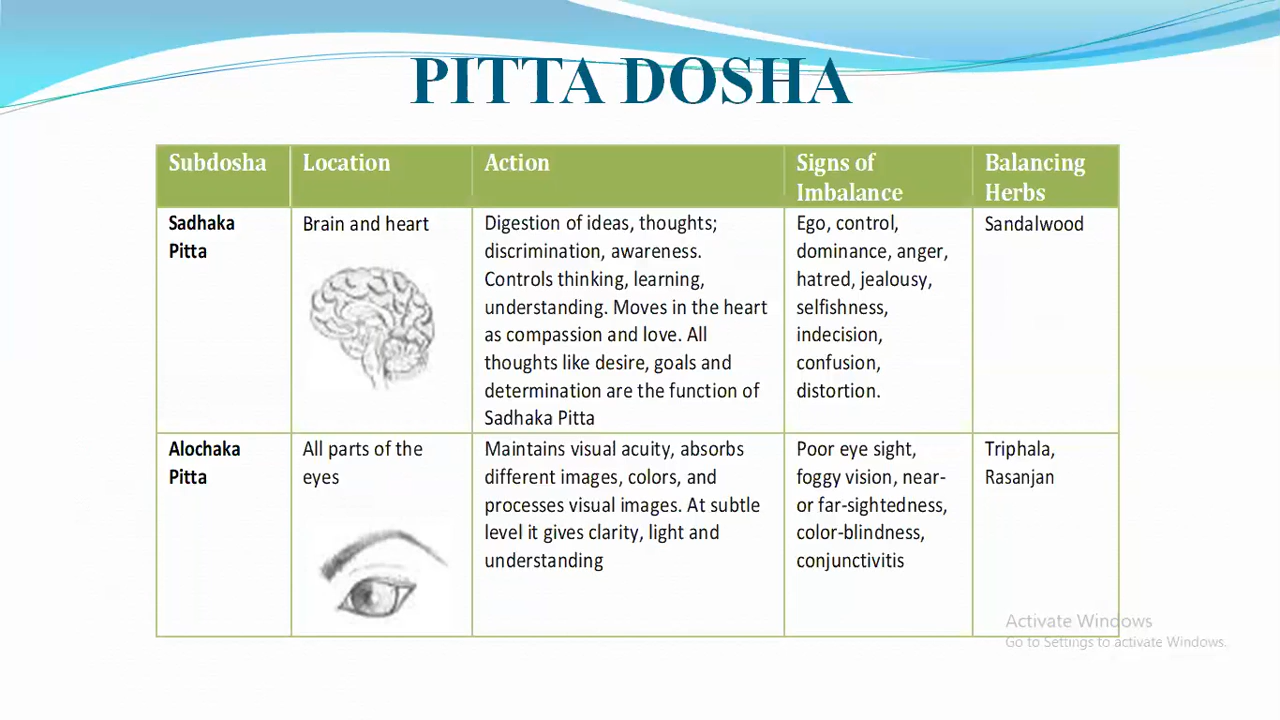 PITTA DOSHA
Subdosha
Location
Action
Signs of
Imbalance
Balancing
Herbs
Sadhaka
Pitta
Brain and heart
Digestion of ideas, thoughts;
discrimination, awareness.
Controls thinking, learning,
understanding. Moves in the heart
as compassion and love. All
thoughts like desire, goals and
determination are the function of
Sadhaka Pitta
Ego, control,
dominance, anger,
hatred, jealousy,
selfishness,
indecision,
confusion,
distortion.
Sandalwood
Alochaka
Pitta
All parts of the
eyes
Maintains visual acuity, absorbs
different images, colors, and
processes visual images. At subtle
level it gives clarity, light and
understanding
Poor eye sight,
foggy vision, near-
or far-sightedness,
color-blindness,
conjunctivitis
Triphala,
Rasanjan
Activate Windows
Go to Settings to activate Windows.